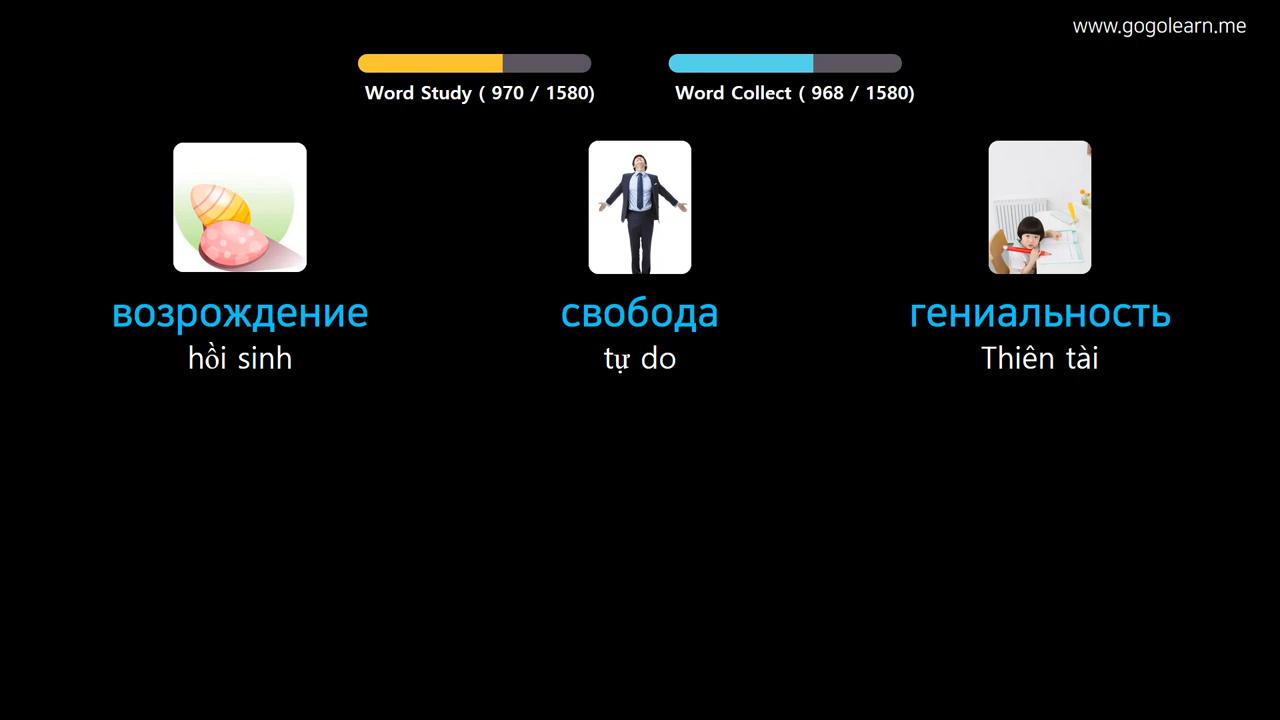 www.gogolearn.me
Word Study ( 970 / 1580)
Word Collect ( 968 / 1580)
возрождение
свобода
гениальность
hồi sinh
tự do
Thiên tài